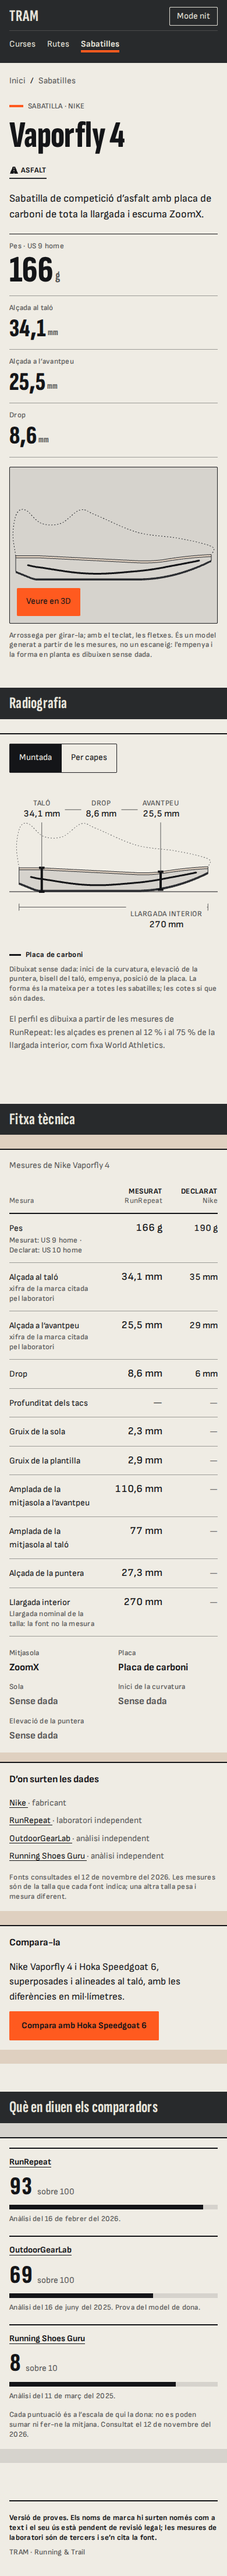 TRAM
Mode nit
Curses Rutes Sabatilles
Inici / Sabatilles
SABATILLA · NIKE
Vaporfly 4
ASFALT
Sabatilla de competició d'asfalt amb placa de
carboni de tota la llargada i escuma ZoomX.
Pes · US 9 home
166 g
Alçada al taló
34,1 mm
Alçada a l'avantpeu
25,5 mm
Drop
8,6 mm
Veure en 3D
Arrossega per girar-la; amb el teclat, les fletxes. És un model
generat a partir de les mesures, no un escaneig: l'empenya i
la forma en planta es dibuixen sense dada.
Radiografia
Muntada Per capes
TALÓ DROP AVANTPEU
34,1 mm 8,6 mm 25,5 mm
LLARGADA INTERIOR
270 mm
Placa de carboni
Dibuixat sense dada: inici de la curvatura, elevació de la
puntera, bisell del taló, empenya, posició de la placa. La
forma és la mateixa per a totes les sabatilles; les cotes sí que
són dades.
El perfil es dibuixa a partir de les mesures de
RunRepeat: les alçades es prenen al 12 % i al 75 % de la
llargada interior, com fixa World Athletics.
Fitxa tècnica
Mesures de Nike Vaporfly 4
MESURAT DECLARAT
Mesura RunRepeat Nike
Pes 166 g 190 g
Mesurat: US 9 home ·
Declarat: US 10 home
Alçada al taló 34,1 mm 35 mm
xifra de la marca citada
pel laboratori
Alçada a l'avantpeu 25,5 mm 29 mm
xifra de la marca citada
pel laboratori
Drop 8,6 mm 6 mm
Profunditat dels tacs — —
Gruix de la sola 2,3 mm —
Gruix de la plantilla 2,9 mm —
Amplada de la 110,6 mm —
mitjasola a l'avantpeu
Amplada de la 77 mm —
mitjasola al taló
Alçada de la puntera 27,3 mm —
Llargada interior 270 mm —
Llargada nominal de la
talla: la font no la mesura
Mitjasola Placa
ZoomX Placa de carboni
Sola Inici de la curvatura
Sense dada Sense dada
Elevació de la puntera
Sense dada
D'on surten les dades
Nike · fabricant
RunRepeat · laboratori independent
OutdoorGearLab · anàlisi independent
Running Shoes Guru · anàlisi independent
Fonts consultades el 12 de novembre del 2026. Les mesures
són de la talla que cada font indica; una altra talla pesa i
mesura diferent.
Compara-la
Nike Vaporfly 4 i Hoka Speedgoat 6,
superposades i alineades al taló, amb les
diferències en mil·límetres.
Compara amb Hoka Speedgoat 6
Què en diuen els comparadors
RunRepeat
93 sobre 100
Anàlisi del 16 de febrer del 2026.
OutdoorGearLab
69 sobre 100
Anàlisi del 16 de juny del 2025. Prova del model de dona.
Running Shoes Guru
8 sobre 10
Anàlisi del 11 de març del 2025.
Cada puntuació és a l'escala de qui la dona: no es poden
sumar ni fer-ne la mitjana. Consultat el 12 de novembre del
2026.
Versió de proves. Els noms de marca hi surten només com a
text i el seu ús està pendent de revisió legal; les mesures de
laboratori són de tercers i se'n cita la font.
TRAM · Running & Trail